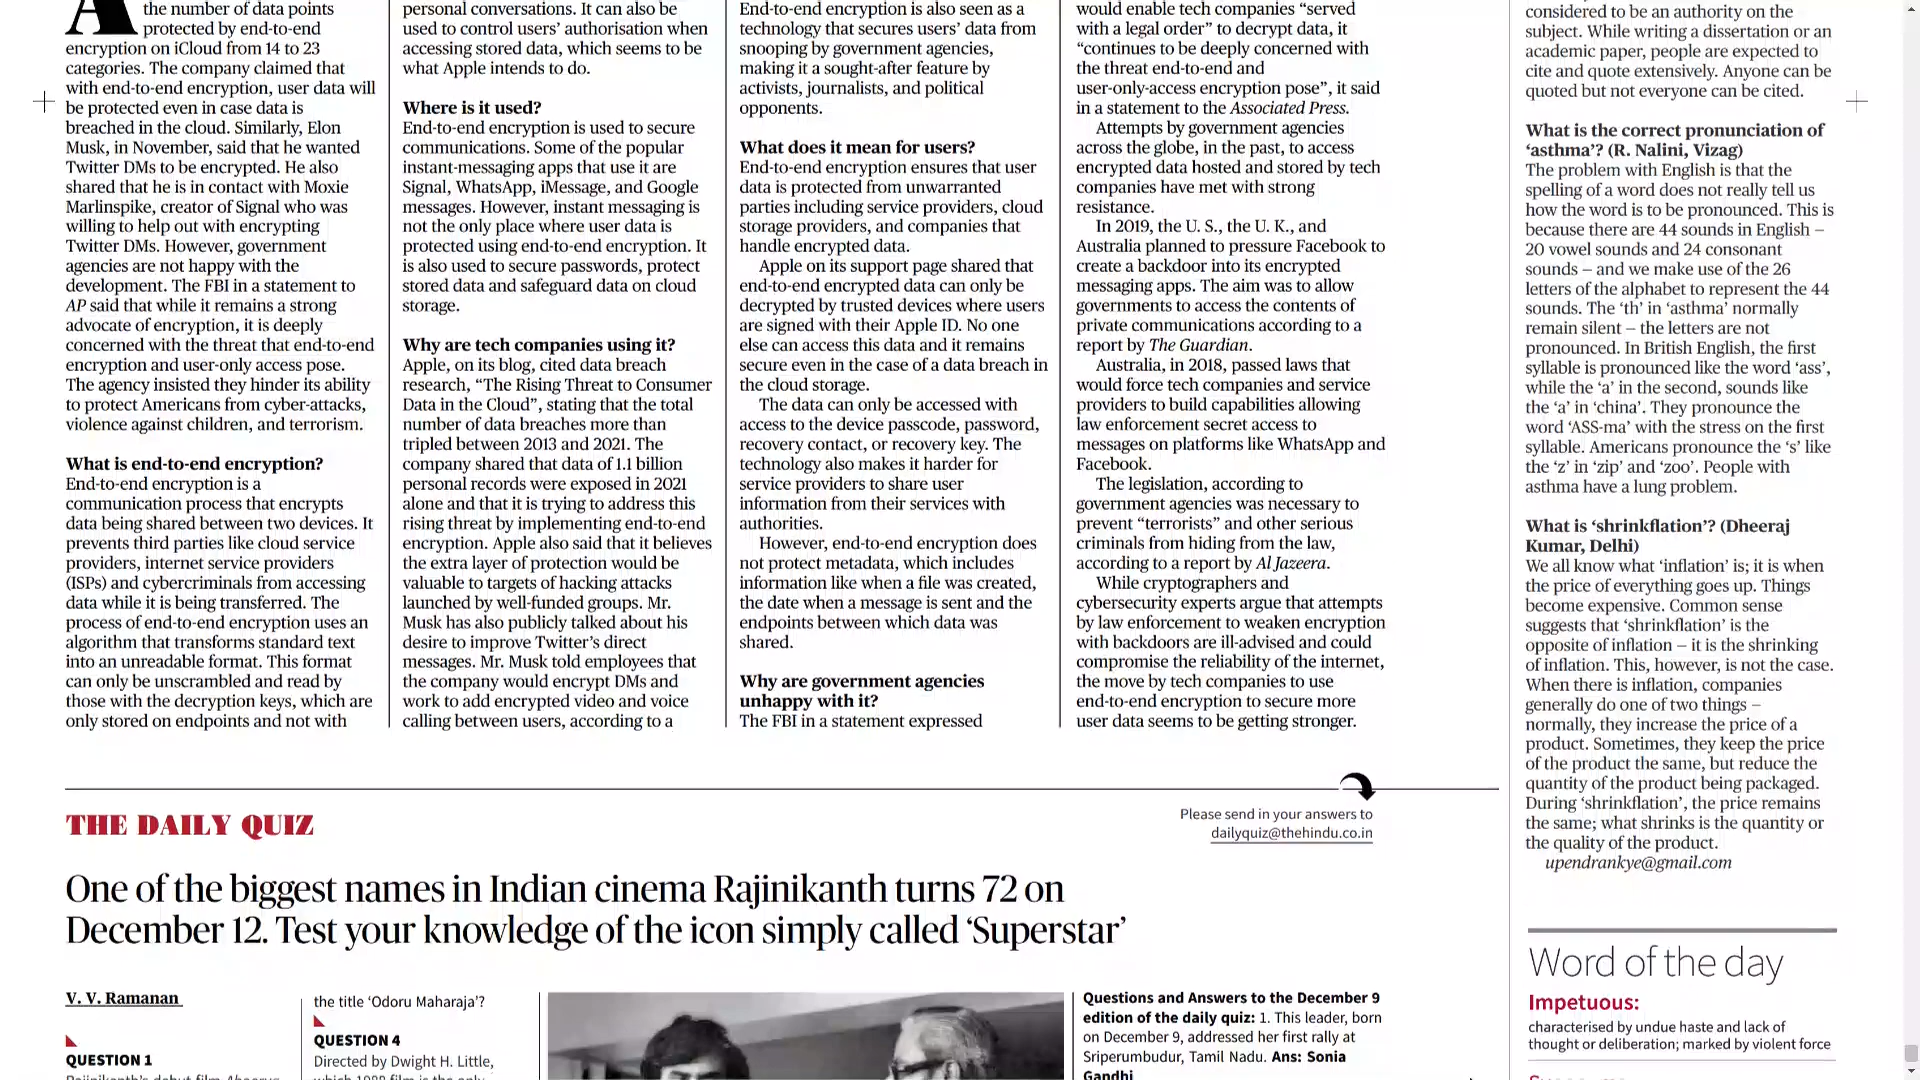 A
the number of data points
protected by end-to-end
encryption on iCloud from 14 to 23
categories. The company claimed that
with end-to-end encryption, user data will
be protected even in case data is
breached in the cloud. Similarly, Elon
Musk, in November, said that he wanted
Twitter DMs to be encrypted. He also
shared that he is in contact with Moxie
Marlinspike, creator of Signal who was
willing to help out with encrypting
Twitter DMs. However, government
agencies are not happy with the
development. The FBI in a statement to
AP said that while it remains a strong
advocate of encryption, it is deeply
concerned with the threat that end-to-end
encryption and user-only access pose.
The agency insisted they hinder its ability
to protect Americans from cyber-attacks,
violence against children, and terrorism.
What is end-to-end encryption?
End-to-end encryption is a
communication process that encrypts
data being shared between two devices. It
prevents third parties like cloud service
providers, internet service providers
(ISPs) and cybercriminals from accessing
data while it is being transferred. The
process of end-to-end encryption uses an
algorithm that transforms standard text
into an unreadable format. This format
can only be unscrambled and read by
those with the decryption keys, which are
only stored on endpoints and not with
personal conversations. It can also be
used to control users’ authorisation when
accessing stored data, which seems to be
what Apple intends to do.
Where is it used?
End-to-end encryption is used to secure
communications. Some of the popular
instant-messaging apps that use it are
Signal, WhatsApp, iMessage, and Google
messages. However, instant messaging is
not the only place where user data is
protected using end-to-end encryption. It
is also used to secure passwords, protect
stored data and safeguard data on cloud
storage.
Why are tech companies using it?
Apple, on its blog, cited data breach
research, “The Rising Threat to Consumer
Data in the Cloud”, stating that the total
number of data breaches more than
tripled between 2013 and 2021. The
company shared that data of 1.1 billion
personal records were exposed in 2021
alone and that it is trying to address this
rising threat by implementing end-to-end
encryption. Apple also said that it believes
the extra layer of protection would be
valuable to targets of hacking attacks
launched by well-funded groups. Mr.
Musk has also publicly talked about his
desire to improve Twitter’s direct
messages. Mr. Musk told employees that
the company would encrypt DMs and
work to add encrypted video and voice
calling between users, according to a
End-to-end encryption is also seen as a
technology that secures users’ data from
snooping by government agencies,
making it a sought-after feature by
activists, journalists, and political
opponents.
What does it mean for users?
End-to-end encryption ensures that user
data is protected from unwarranted
parties including service providers, cloud
storage providers, and companies that
handle encrypted data.
Apple on its support page shared that
end-to-end encrypted data can only be
decrypted by trusted devices where users
are signed with their Apple ID. No one
else can access this data and it remains
secure even in the case of a data breach in
the cloud storage.
The data can only be accessed with
access to the device passcode, password,
recovery contact, or recovery key. The
technology also makes it harder for
service providers to share user
information from their services with
authorities.
However, end-to-end encryption does
not protect metadata, which includes
information like when a file was created,
the date when a message is sent and the
endpoints between which data was
shared.
Why are government agencies
unhappy with it?
The FBI in a statement expressed
would enable tech companies “served
with a legal order” to decrypt data, it
“continues to be deeply concerned with
the threat end-to-end and
user-only-access encryption pose”, it said
in a statement to the Associated Press.
Attempts by government agencies
across the globe, in the past, to access
encrypted data hosted and stored by tech
companies have met with strong
resistance.
In 2019, the U. S., the U. K., and
Australia planned to pressure Facebook to
create a backdoor into its encrypted
messaging apps. The aim was to allow
governments to access the contents of
private communications according to a
report by The Guardian.
Australia, in 2018, passed laws that
would force tech companies and service
providers to build capabilities allowing
law enforcement secret access to
messages on platforms like WhatsApp and
Facebook.
The legislation, according to
government agencies was necessary to
prevent “terrorists” and other serious
criminals from hiding from the law,
according to a report by Al Jazeera.
While cryptographers and
cybersecurity experts argue that attempts
by law enforcement to weaken encryption
with backdoors are ill-advised and could
compromise the reliability of the internet,
the move by tech companies to use
end-to-end encryption to secure more
user data seems to be getting stronger.
considered to be an authority on the
subject. While writing a dissertation or an
academic paper, people are expected to
cite and quote extensively. Anyone can be
quoted but not everyone can be cited.
What is the correct pronunciation of
‘asthma’? (R. Nalini, Vizag)
The problem with English is that the
spelling of a word does not really tell us
how the word is to be pronounced. This is
because there are 44 sounds in English –
20 vowel sounds and 24 consonant
sounds – and we make use of the 26
letters of the alphabet to represent the 44
sounds. The ‘th’ in ‘asthma’ normally
remain silent – the letters are not
pronounced. In British English, the first
syllable is pronounced like the word ‘ass’,
while the ‘a’ in the second, sounds like
the ‘a’ in ‘china’. They pronounce the
word ‘ASS-ma’ with the stress on the first
syllable. Americans pronounce the ‘s’ like
the ‘z’ in ‘zip’ and ‘zoo’. People with
asthma have a lung problem.
What is ‘shrinkflation’? (Dheeraj
Kumar, Delhi)
We all know what ‘inflation’ is; it is when
the price of everything goes up. Things
become expensive. Common sense
suggests that ‘shrinkflation’ is the
opposite of inflation – it is the shrinking
of inflation. This, however, is not the case.
When there is inflation, companies
generally do one of two things –
normally, they increase the price of a
product. Sometimes, they keep the price
of the product the same, but reduce the
quantity of the product being packaged.
During ‘shrinkflation’, the price remains
the same; what shrinks is the quantity or
the quality of the product.
upendrankye@gmail.com
THE DAILY QUIZ
Please send in your answers to
dailyquiz@thehindu.co.in
One of the biggest names in Indian cinema Rajinikanth turns 72 on
December 12. Test your knowledge of the icon simply called ‘Superstar’
V. V. Ramanan
QUESTION 1
Rajinikanth’s debut film
the title ‘Odoru Maharaja’?
QUESTION 4
Directed by Dwight H. Little,
which 1988 film is the only
Questions and Answers to the December 9
edition of the daily quiz: 1. This leader, born
on December 9, addressed her first rally at
Sriperumbudur, Tamil Nadu. Ans: Sonia
Gandhi
Word of the day
Impetuous:
characterised by undue haste and lack of
thought or deliberation; marked by violent force